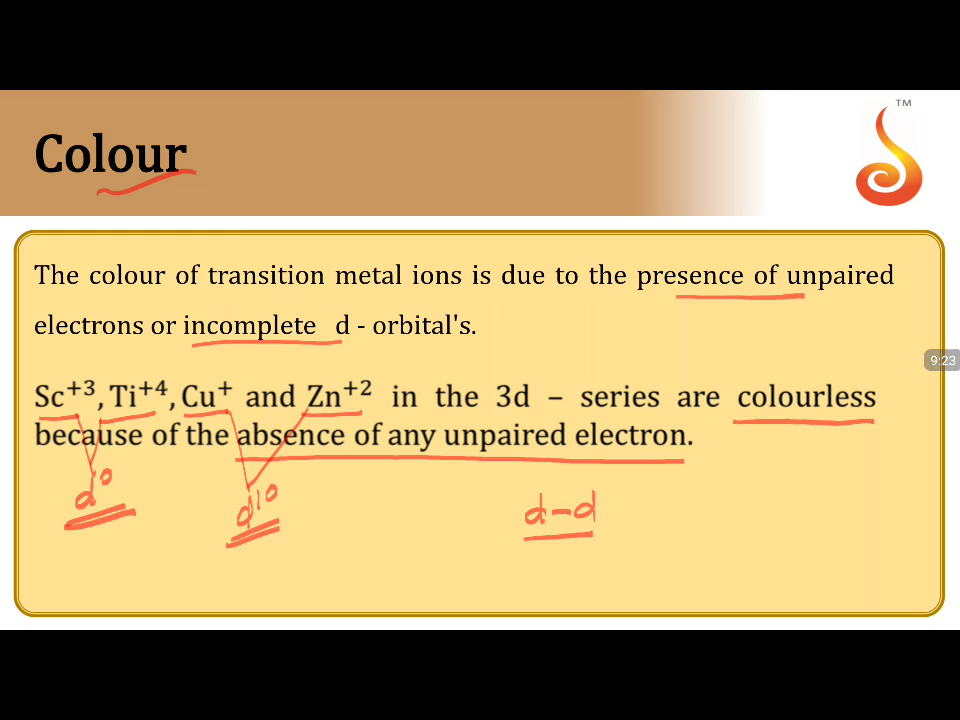 TM
Colour
The colour of transition metal ions is due to the presence of unpaired
electrons or incomplete d - orbital's.
9:23
Sc⁺³, Ti⁺⁴, Cu⁺ and Zn⁺² in the 3d – series are colourless
because of the absence of any unpaired electron.
d⁰
d¹⁰
d-d